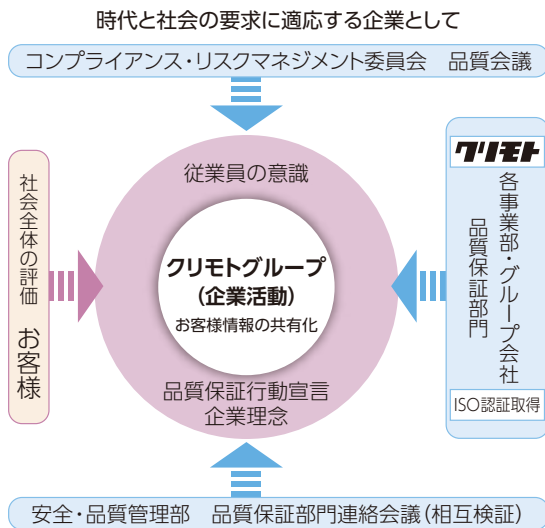 時代と社会の要求に適応する企業として
コンプライアンス・リスクマネジメント委員会　品質会議
従業員の意識
クリモトグループ
（企業活動）
お客様情報の共有化
品質保証行動宣言
企業理念
社会全体の評価　お客様
クリモト
各事業部・グループ会社
品質保証部門
ISO認証取得
安全・品質管理部　品質保証部門連絡会議（相互検証）